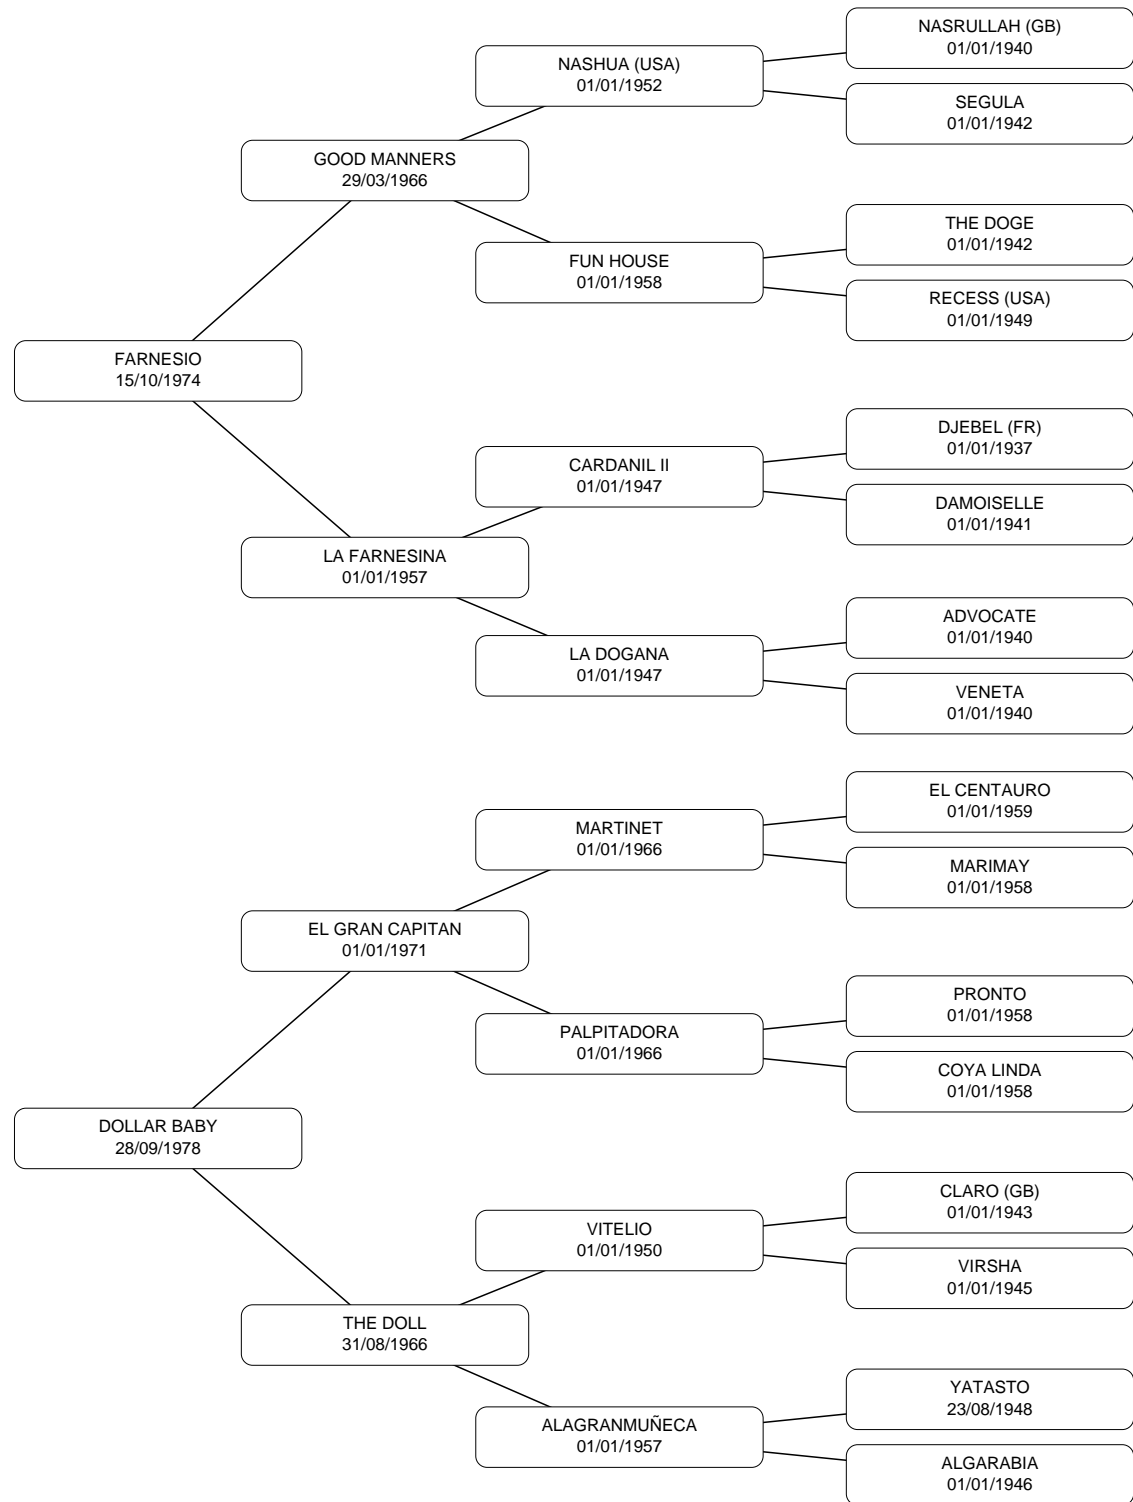 NASRULLAH (GB)
01/01/1940
NASHUA (USA)
01/01/1952
SEGULA
01/01/1942
GOOD MANNERS
29/03/1966
THE DOGE
01/01/1942
FUN HOUSE
01/01/1958
RECESS (USA)
01/01/1949
FARNESIO
15/10/1974
DJEBEL (FR)
01/01/1937
CARDANIL II
01/01/1947
DAMOISELLE
01/01/1941
LA FARNESINA
01/01/1957
ADVOCATE
01/01/1940
LA DOGANA
01/01/1947
VENETA
01/01/1940
EL CENTAURO
01/01/1959
MARTINET
01/01/1966
MARIMAY
01/01/1958
EL GRAN CAPITAN
01/01/1971
PRONTO
01/01/1958
PALPITADORA
01/01/1966
COYA LINDA
01/01/1958
DOLLAR BABY
28/09/1978
CLARO (GB)
01/01/1943
VITELIO
01/01/1950
VIRSHA
01/01/1945
THE DOLL
31/08/1966
YATASTO
23/08/1948
ALAGRANMUÑECA
01/01/1957
ALGARABIA
01/01/1946